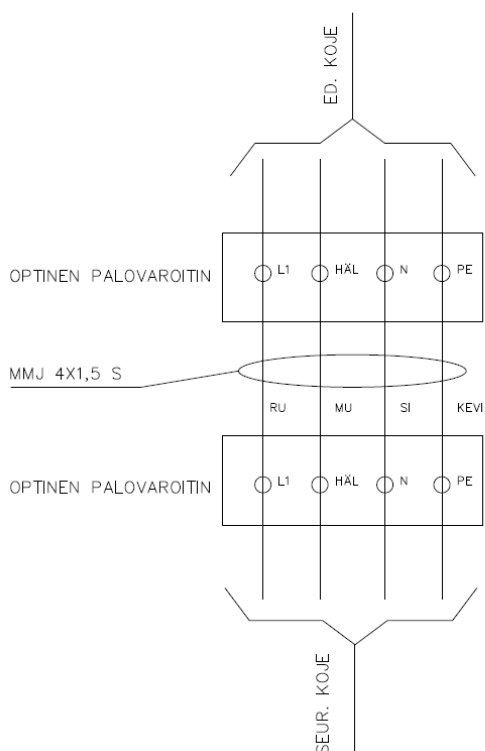 ED. KOJE
OPTINEN PALOVAROITIN
L1 HÄL N PE
MMJ 4X1,5 S
RU MU SI KEVI
OPTINEN PALOVAROITIN
L1 HÄL N PE
SEUR. KOJE